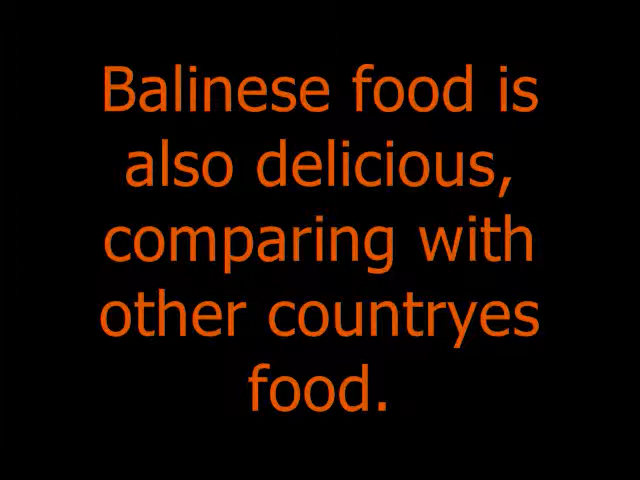 Balinese food is
also delicious,
comparing with
other countryes
food.